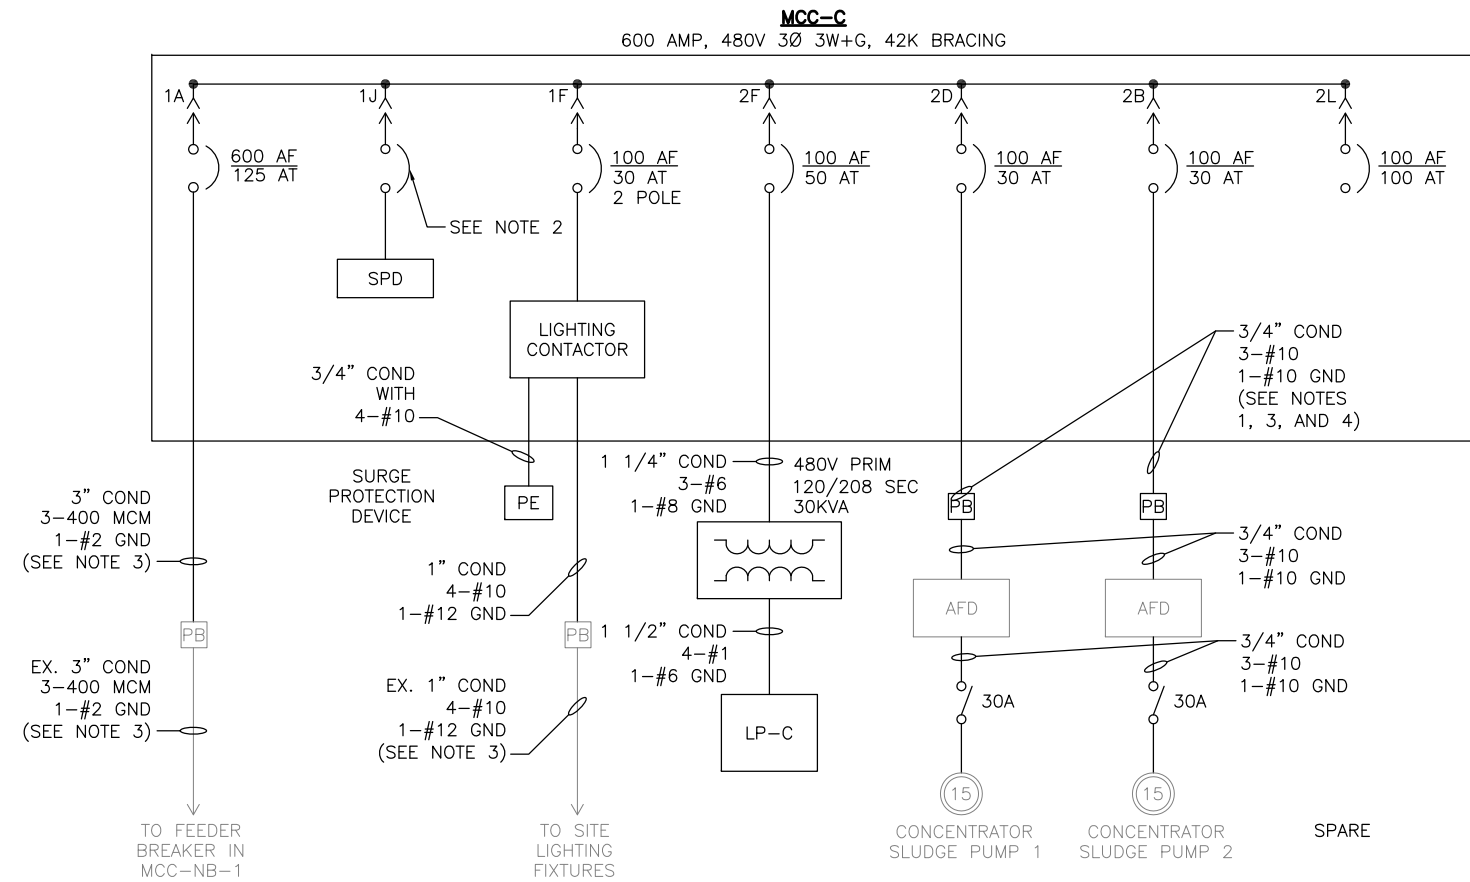 MCC-C
600 AMP, 480V 3Ø 3W+G, 42K BRACING
1A
1J
1F
2F
2D
2B
2L
600 AF
125 AT
SEE NOTE 2
100 AF
30 AT
2 POLE
100 AF
50 AT
100 AF
30 AT
100 AF
30 AT
100 AF
100 AT
SPD
LIGHTING
CONTACTOR
3/4” COND
WITH
4-#10
3/4” COND
3-#10
1-#10 GND
(SEE NOTES
1, 3, AND 4)
SURGE
PROTECTION
DEVICE
PE
1 1/4” COND
3-#6
1-#8 GND
480V PRIM
120/208 SEC
30KVA
PB
PB
3” COND
3-400 MCM
1-#2 GND
(SEE NOTE 3)
1” COND
4-#10
1-#12 GND
3/4” COND
3-#10
1-#10 GND
AFD
AFD
PB
PB
1 1/2” COND
4-#1
1-#6 GND
3/4” COND
3-#10
1-#10 GND
EX. 3” COND
3-400 MCM
1-#2 GND
(SEE NOTE 3)
EX. 1” COND
4-#10
1-#12 GND
(SEE NOTE 3)
LP-C
30A
30A
15
15
TO FEEDER
BREAKER IN
MCC-NB-1
TO SITE
LIGHTING
FIXTURES
CONCENTRATOR
SLUDGE PUMP 1
CONCENTRATOR
SLUDGE PUMP 2
SPARE